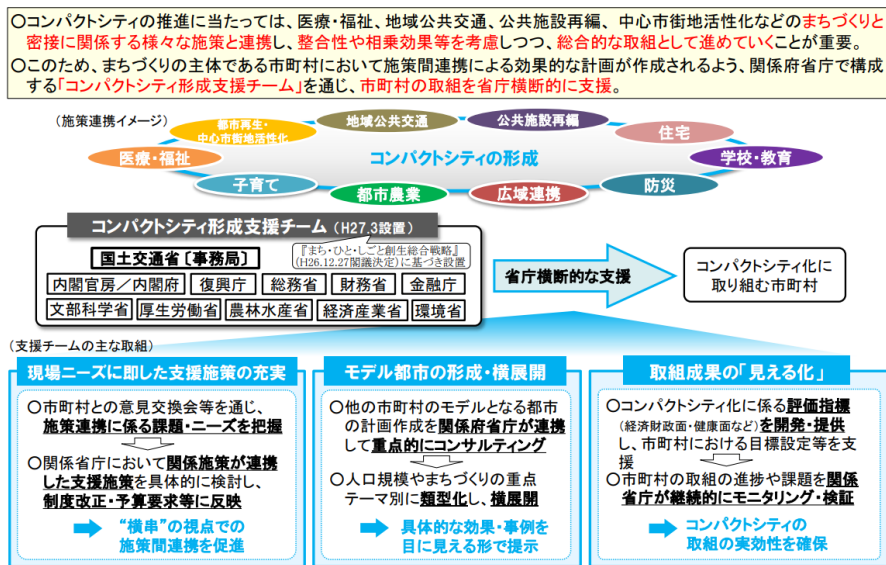 ○コンパクトシティの推進に当たっては、医療・福祉、地域公共交通、公共施設再編、中心市街地活性化などのまちづくりと
密接に関係する様々な施策と連携し、整合性や相乗効果等を考慮しつつ、総合的な取組として進めていくことが重要。
○このため、まちづくりの主体である市町村において施策間連携による効果的な計画が作成されるよう、関係府省庁で構成
する「コンパクトシティ形成支援チーム」を通じ、市町村の取組を省庁横断的に支援。
(施策連携イメージ)
都市再生・
中心市街地活性化
地域公共交通
公共施設再編
住宅
医療・福祉
コンパクトシティの形成
学校・教育
子育て
都市農業
広域連携
防災
コンパクトシティ形成支援チーム (H27.3設置)
国土交通省〔事務局〕
『まち・ひと・しごと創生総合戦略』
(H26.12.27閣議決定)に基づき設置
内閣官房/内閣府
復興庁
総務省
財務省
金融庁
文部科学省
厚生労働省
農林水産省
経済産業省
環境省
省庁横断的な支援
コンパクトシティ化に
取り組む市町村
(支援チームの主な取組)
現場ニーズに即した支援施策の充実
○市町村との意見交換会等を通じ、
施策連携に係る課題・ニーズを把握
○関係省庁において関係施策が連携
した支援施策を具体的に検討し、
制度改正・予算要求等に反映
“横串”の視点での
施策間連携を促進
モデル都市の形成・横展開
○他の市町村のモデルとなる都市
の計画作成を関係府省庁が連携
して重点的にコンサルティング
○人口規模やまちづくりの重点
テーマ別に類型化し、横展開
具体的な効果・事例を
目に見える形で提示
取組成果の「見える化」
○コンパクトシティ化に係る評価指標
(経済財政面・健康面など)を開発・提供
し、市町村における目標設定等を支
援
○市町村の取組の進捗や課題を関係
省庁が継続的にモニタリング・検証
コンパクトシティの
取組の実効性を確保